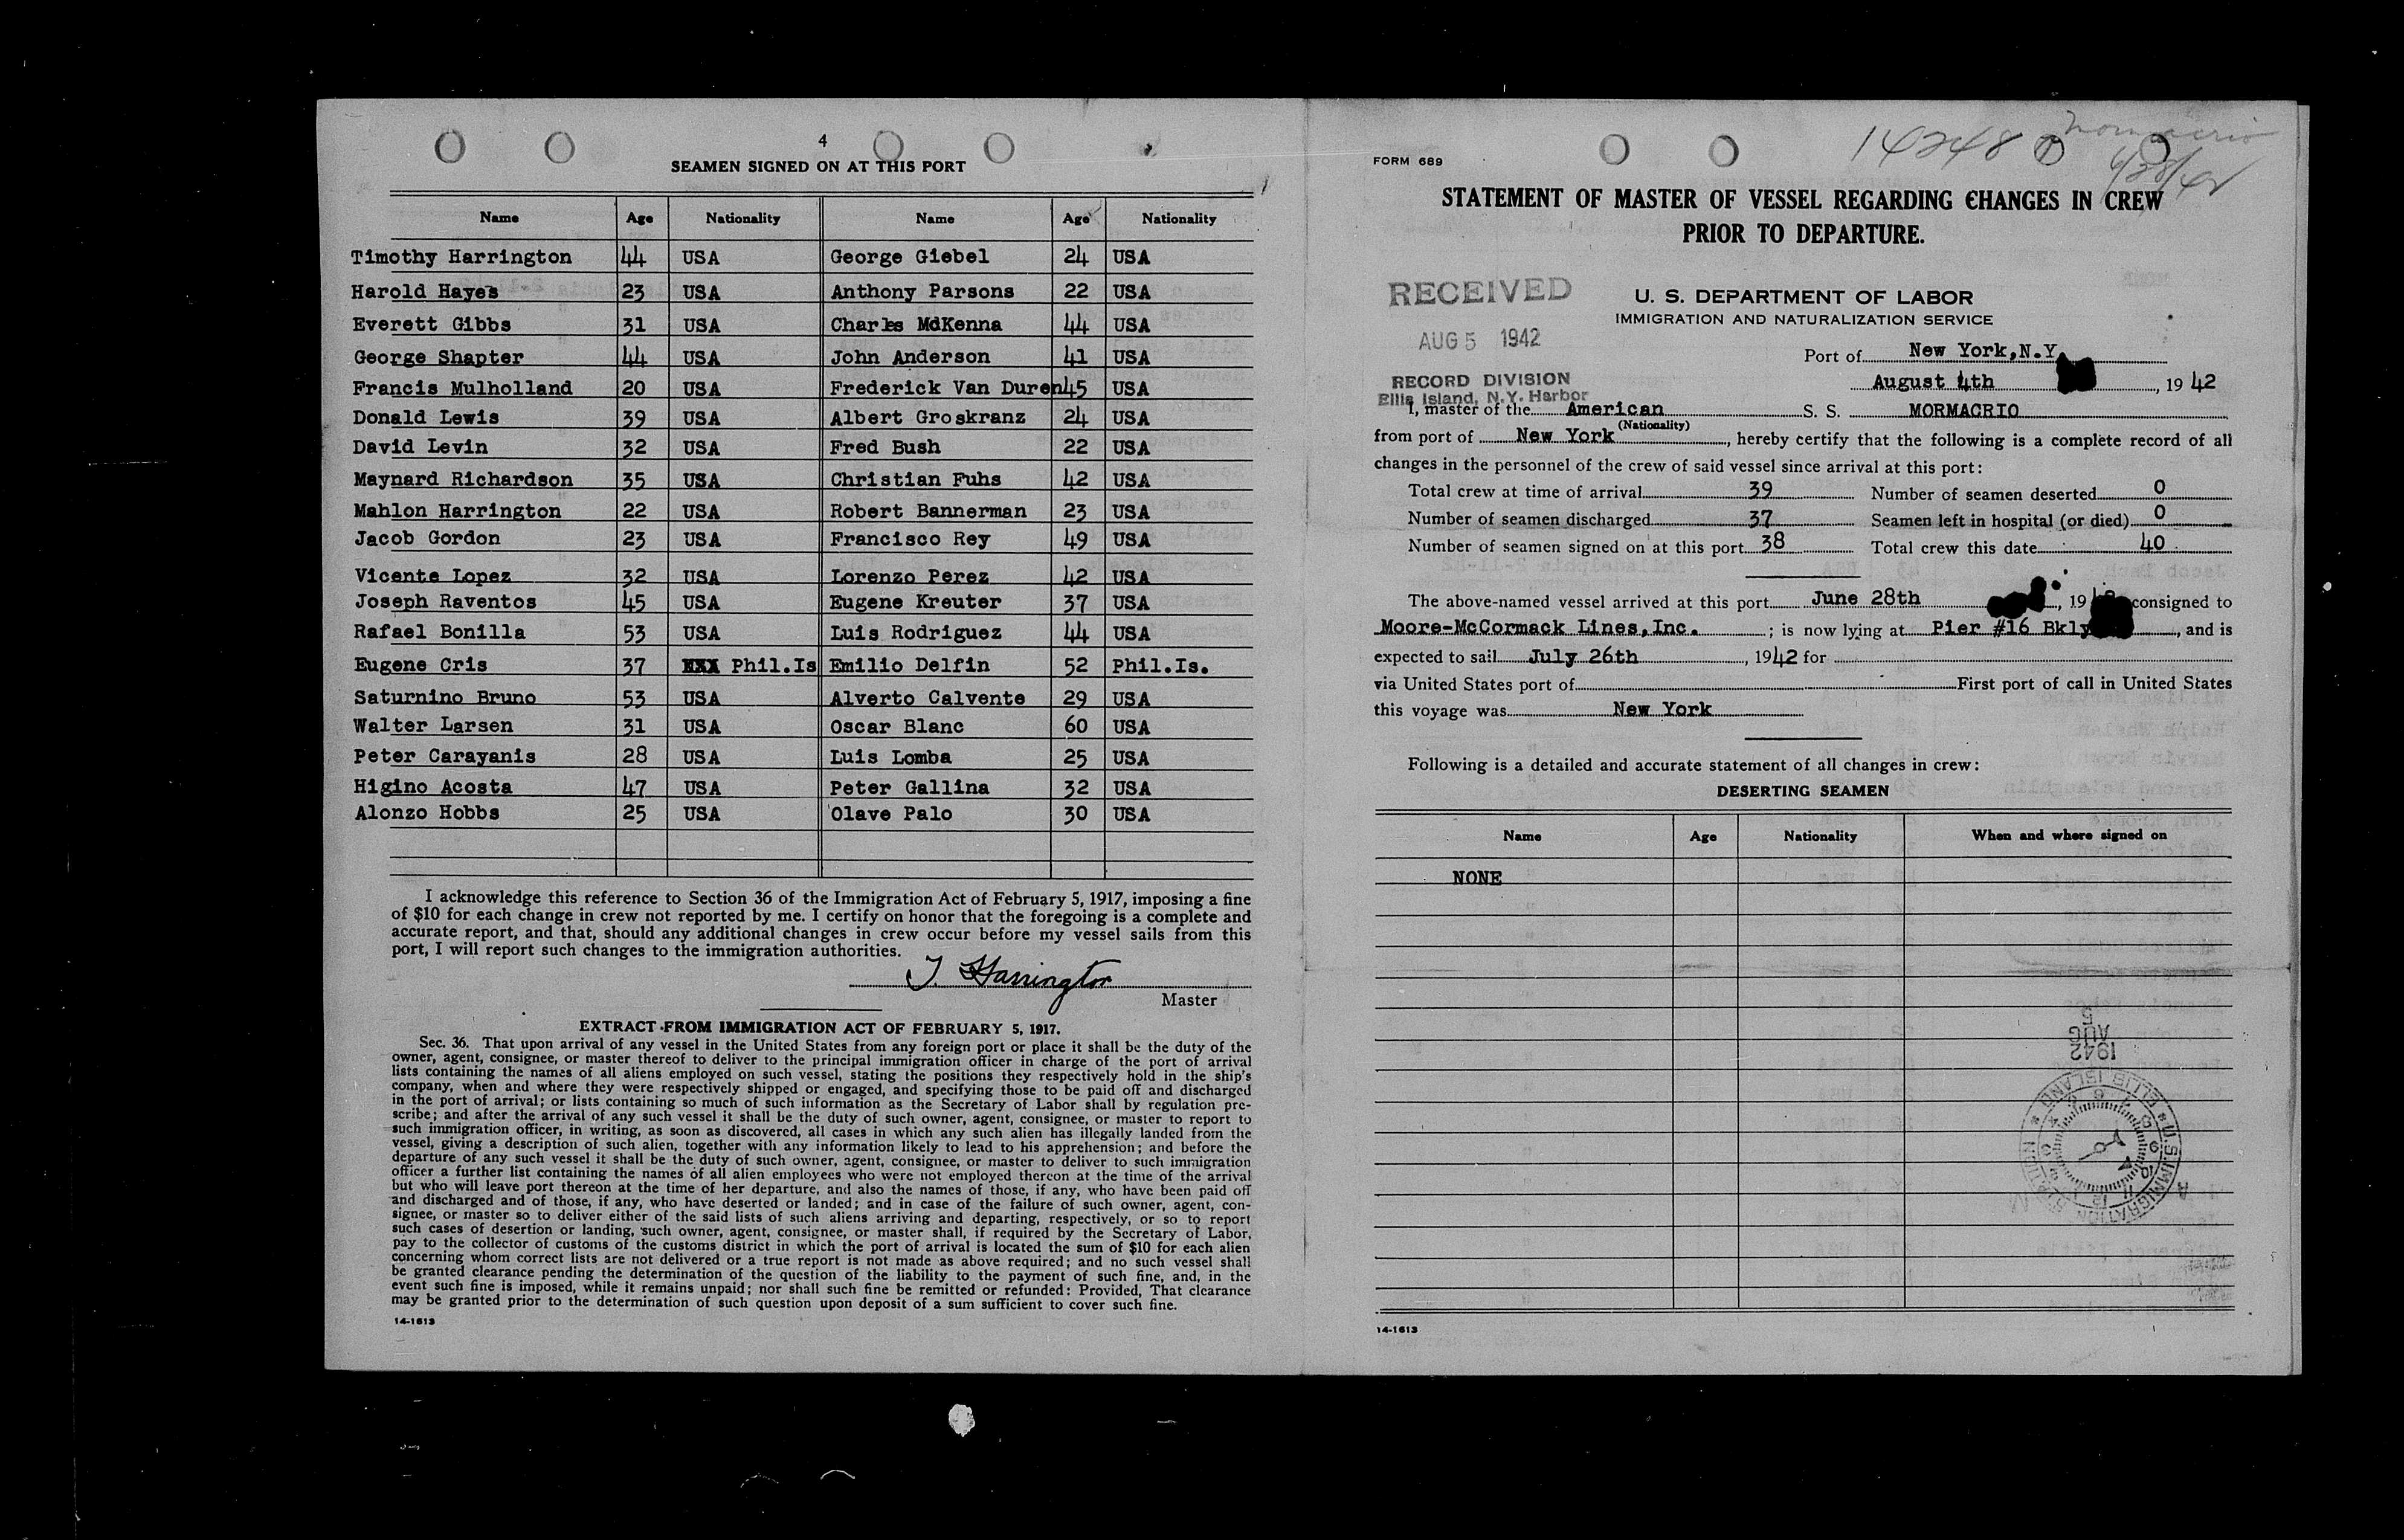 4
SEAMEN SIGNED ON AT THIS PORT
Name Age Nationality Name Age Nationality
Timothy Harrington 44 USA George Giebel 24 USA
Harold Hayes 23 USA Anthony Parsons 22 USA
Everett Gibbs 31 USA Charles MdKenna 44 USA
George Shapter 44 USA John Anderson 41 USA
Francis Mulholland 20 USA Frederick Van Duren 45 USA
Donald Lewis 39 USA Albert Groskranz 24 USA
David Levin 32 USA Fred Bush 22 USA
Maynard Richardson 35 USA Christian Fuhs 42 USA
Mahlon Harrington 22 USA Robert Bannerman 23 USA
Jacob Gordon 23 USA Francisco Rey 49 USA
Vicente Lopez 32 USA Lorenzo Perez 42 USA
Joseph Raventos 45 USA Eugene Kreuter 37 USA
Rafael Bonilla 53 USA Luis Rodriguez 44 USA
Eugene Cris 37 Phil.Is Emilio Delfin 52 Phil.Is.
Saturnino Bruno 53 USA Alverto Calvente 29 USA
Walter Larsen 31 USA Oscar Blanc 60 USA
Peter Carayanis 28 USA Luis Lomba 25 USA
Higino Acosta 47 USA Peter Gallina 32 USA
Alonzo Hobbs 25 USA Olave Palo 30 USA
I acknowledge this reference to Section 36 of the Immigration Act of February 5, 1917, imposing a fine
of $10 for each change in crew not reported by me. I certify on honor that the foregoing is a complete and
accurate report, and that, should any additional changes in crew occur before my vessel sails from this
port, I will report such changes to the immigration authorities.
T. Harrington
Master
EXTRACT FROM IMMIGRATION ACT OF FEBRUARY 5, 1917.
Sec. 36. That upon arrival of any vessel in the United States from any foreign port or place it shall be the duty of the
owner, agent, consignee, or master thereof to deliver to the principal immigration officer in charge of the port of arrival
lists containing the names of all aliens employed on such vessel, stating the positions they respectively hold in the ship's
company, when and where they were respectively shipped or engaged, and specifying those to be paid off and discharged
in the port of arrival; or lists containing so much of such information as the Secretary of Labor shall by regulation pre-
scribe; and after the arrival of any such vessel it shall be the duty of such owner, agent, consignee, or master to report to
such immigration officer, in writing, as soon as discovered, all cases in which any such alien has illegally landed from the
vessel, giving a description of such alien, together with any information likely to lead to his apprehension; and before the
departure of any such vessel it shall be the duty of such owner, agent, consignee, or master to deliver to such immigration
officer a further list containing the names of all alien employees who were not employed thereon at the time of the arrival
but who will leave port thereon at the time of her departure, and also the names of those, if any, who have been paid off
and discharged and of those, if any, who have deserted or landed; and in case of the failure of such owner, agent, con-
signee, or master so to deliver either of the said lists of such aliens arriving and departing, respectively, or so to report
such cases of desertion or landing, such owner, agent, consignee, or master shall, if required by the Secretary of Labor,
pay to the collector of customs of the customs district in which the port of arrival is located the sum of $10 for each alien
concerning whom correct lists are not delivered or a true report is not made as above required; and no such vessel shall
be granted clearance pending the determination of the question of the liability to the payment of such fine, and, in the
event such fine is imposed, while it remains unpaid; nor shall such fine be remitted or refunded: Provided, That clearance
may be granted prior to the determination of such question upon deposit of a sum sufficient to cover such fine.
14-1613
14248 Mormacrio
6/28/42
FORM 689
STATEMENT OF MASTER OF VESSEL REGARDING CHANGES IN CREW
PRIOR TO DEPARTURE.
RECEIVED
AUG 5 1942
RECORD DIVISION
Ellis Island, N.Y. Harbor
U. S. DEPARTMENT OF LABOR
IMMIGRATION AND NATURALIZATION SERVICE
Port of New York, N.Y.
August 4th, 1942
I, master of the American S. S. MORMACRIO
(Nationality)
from port of New York, hereby certify that the following is a complete record of all
changes in the personnel of the crew of said vessel since arrival at this port:
Total crew at time of arrival 39 Number of seamen deserted 0
Number of seamen discharged 37 Seamen left in hospital (or died) 0
Number of seamen signed on at this port 38 Total crew this date 40
The above-named vessel arrived at this port June 28th, 19 consigned to
Moore-McCormack Lines, Inc. ; is now lying at Pier #16 Bkly, and is
expected to sail July 26th, 1942 for
via United States port of First port of call in United States
this voyage was New York
Following is a detailed and accurate statement of all changes in crew:
DESERTING SEAMEN
Name Age Nationality When and where signed on
NONE
1942
AUG
5
U.S. IMMIGRATION STATION * ELLIS ISLAND *
14-1613